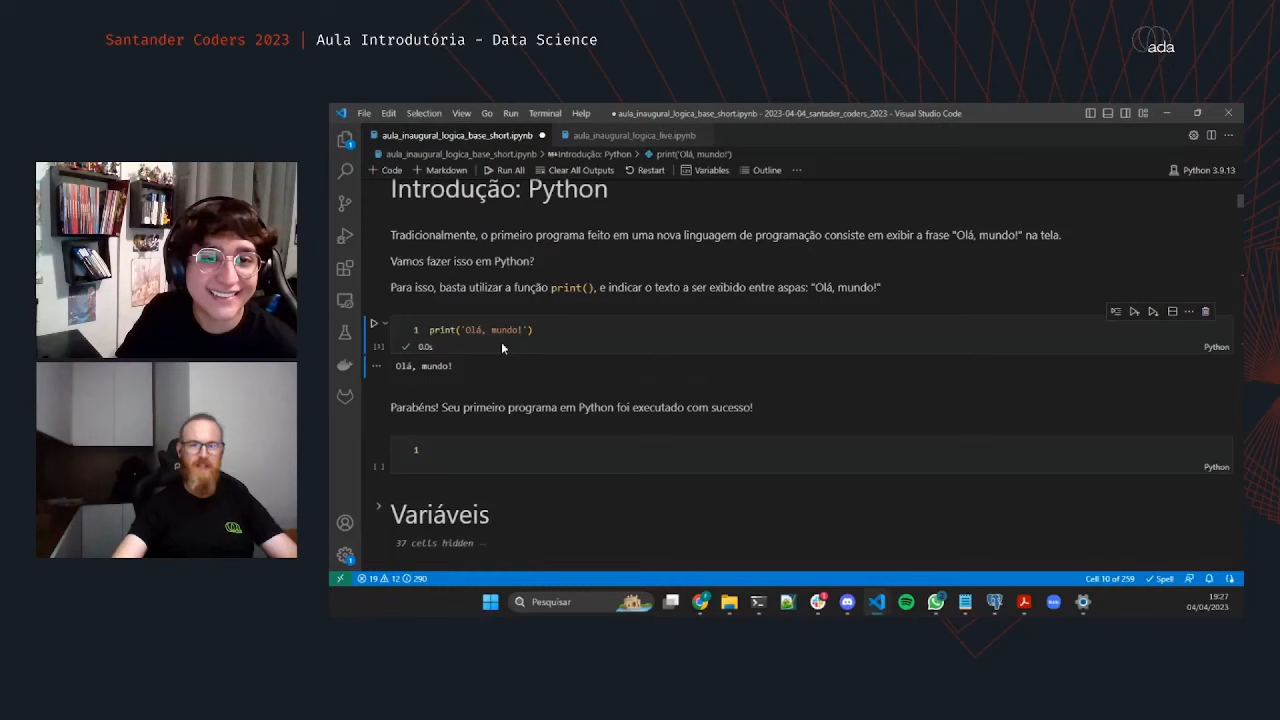 Santander Coders 2023 | Aula Introdutória - Data Science
ada
File Edit Selection View Go Run Terminal Help
● aula_inaugural_logica_base_short.ipynb - 2023-04-04_santader_coders_2023 - Visual Studio Code
aula_inaugural_logica_base_short.ipynb ●
aula_inaugural_logica_live.ipynb
aula_inaugural_logica_base_short.ipynb > M↓Introdução: Python > print('Olá, mundo!')
+ Code + Markdown Run All Clear All Outputs Restart Variables Outline ···
Python 3.9.13
Introdução: Python
Tradicionalmente, o primeiro programa feito em uma nova linguagem de programação consiste em exibir a frase "Olá, mundo!" na tela.
Vamos fazer isso em Python?
Para isso, basta utilizar a função print(), e indicar o texto a ser exibido entre aspas: "Olá, mundo!"
1 print('Olá, mundo!')
[1] ✓ 0.0s
Python
··· Olá, mundo!
Parabéns! Seu primeiro programa em Python foi executado com sucesso!
1
[ ]
Python
Variáveis
37 cells hidden ···
19 12 290
Cell 10 of 259 ✓ Spell
Pesquisar
19:27
04/04/2023